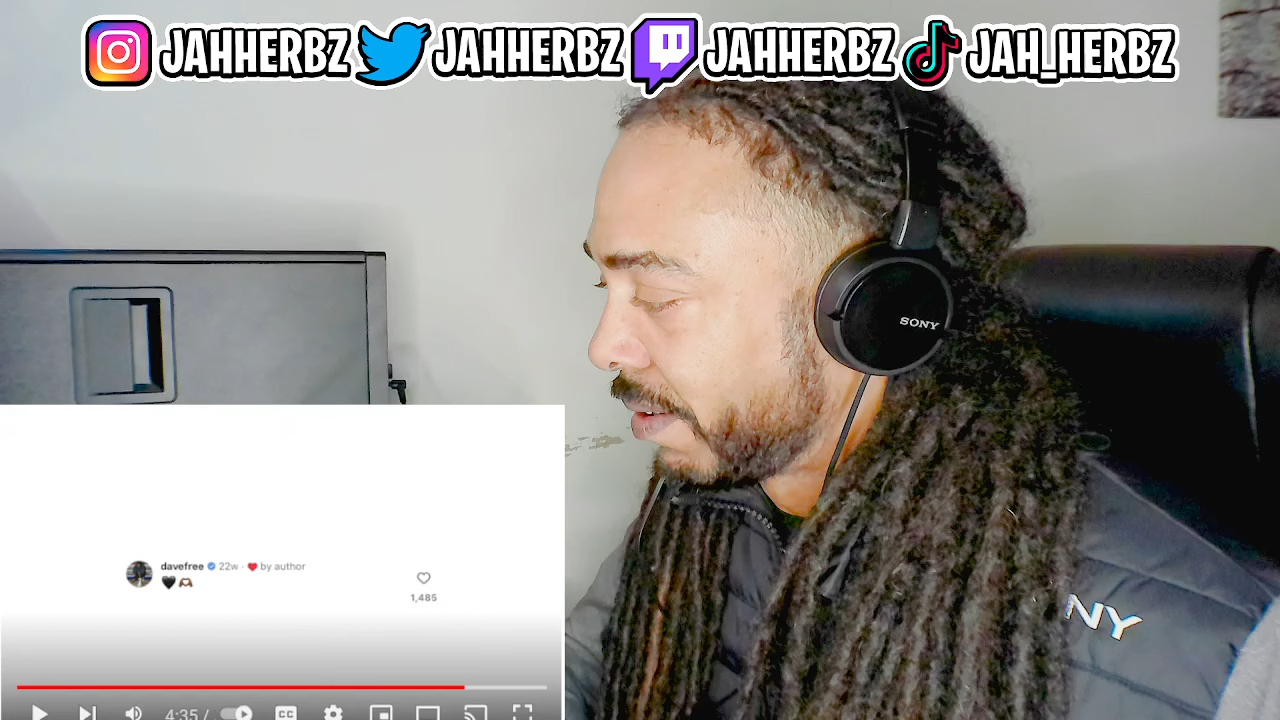 JAHHERBZ JAHHERBZ JAHHERBZ JAH_HERBZ
SONY
davefree 22w · ❤️ by author
🖤 🫶🏾
1,485
NY
4:35 /
CC